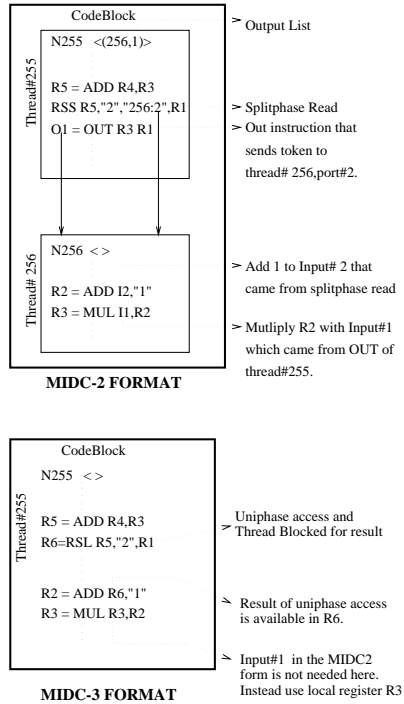 CodeBlock
Output List
N255 <(256,1)>
Thread#255
R5 = ADD R4,R3
RSS R5,"2","256:2",R1
Splitphase Read
O1 = OUT R3 R1
Out instruction that
sends token to
thread# 256,port#2.
Thread# 256
N256 < >
R2 = ADD I2,"1"
Add 1 to Input# 2 that
came from splitphase read
R3 = MUL I1,R2
Mutliply R2 with Input#1
which came from OUT of
thread#255.
MIDC-2 FORMAT
CodeBlock
N255 < >
Thread#255
R5 = ADD R4,R3
R6=RSL R5,"2",R1
Uniphase access and
Thread Blocked for result
R2 = ADD R6,"1"
R3 = MUL R3,R2
Result of uniphase access
is available in R6.
Input#1 in the MIDC2
form is not needed here.
Instead use local register R3
MIDC-3 FORMAT